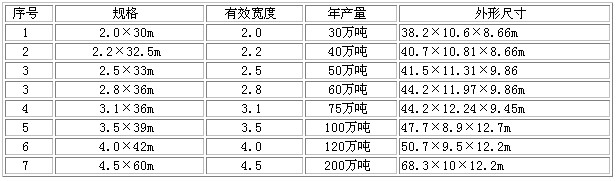 序号 规格 有效宽度 年产量 外形尺寸
1 2.0×30m 2.0 30万吨 38.2×10.6×8.66m
2 2.2×32.5m 2.2 40万吨 40.7×10.81×8.66m
3 2.5×33m 2.5 50万吨 41.5×11.31×9.86
3 2.8×36m 2.8 60万吨 44.2×11.97×9.86m
4 3.1×36m 3.1 75万吨 44.2×12.24×9.45m
5 3.5×39m 3.5 100万吨 47.7×8.9×12.7m
6 4.0×42m 4.0 120万吨 50.7×9.5×12.2m
7 4.5×60m 4.5 200万吨 68.3×10×12.2m